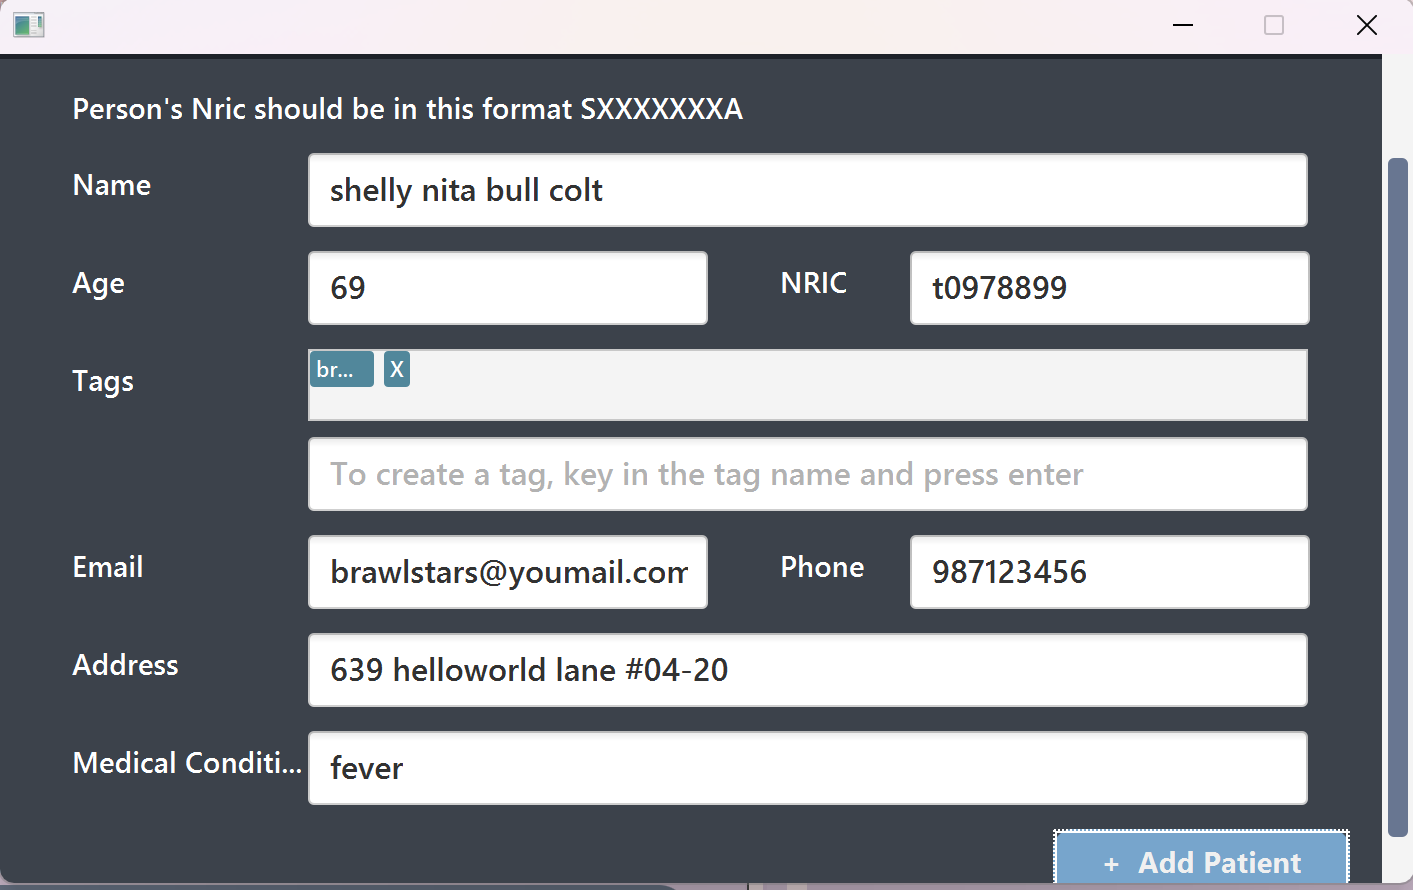 Person's Nric should be in this format SXXXXXXXA
Name shelly nita bull colt
Age 69 NRIC t0978899
Tags br... X
To create a tag, key in the tag name and press enter
Email brawlstars@youmail.com Phone 987123456
Address 639 helloworld lane #04-20
Medical Conditi... fever
+ Add Patient